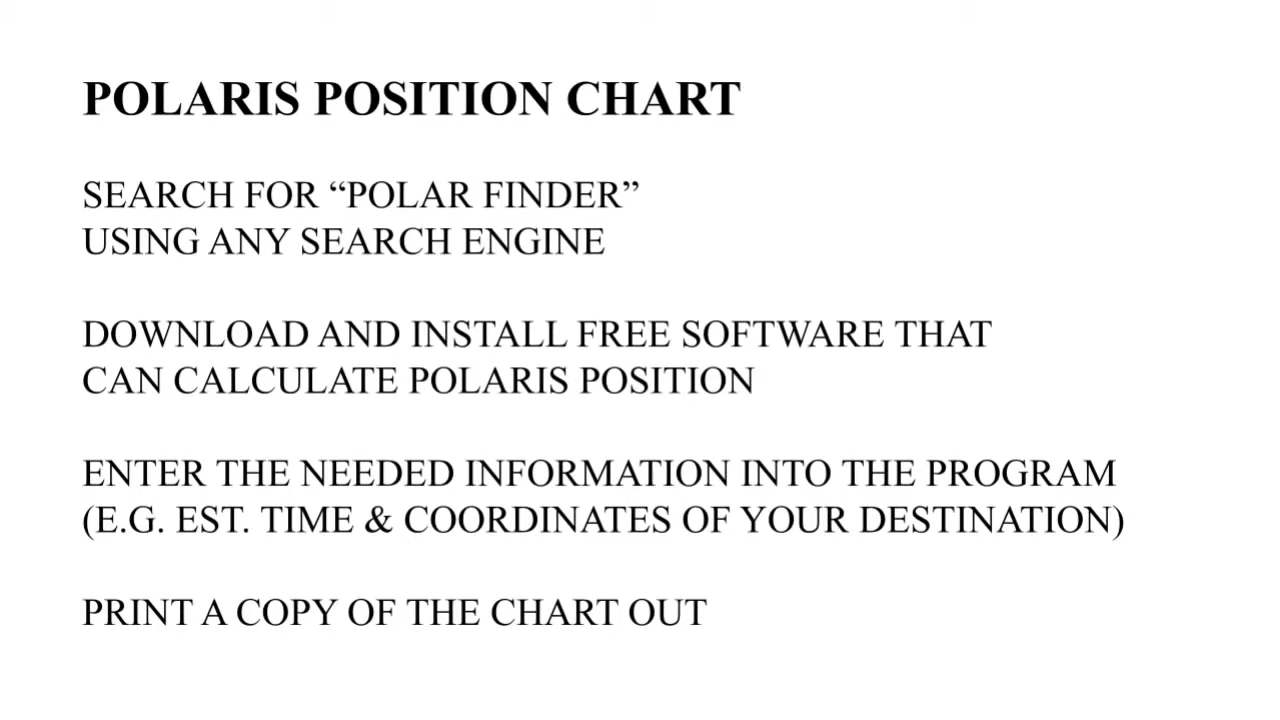 POLARIS POSITION CHART
SEARCH FOR “POLAR FINDER”
USING ANY SEARCH ENGINE
DOWNLOAD AND INSTALL FREE SOFTWARE THAT
CAN CALCULATE POLARIS POSITION
ENTER THE NEEDED INFORMATION INTO THE PROGRAM
(E.G. EST. TIME & COORDINATES OF YOUR DESTINATION)
PRINT A COPY OF THE CHART OUT